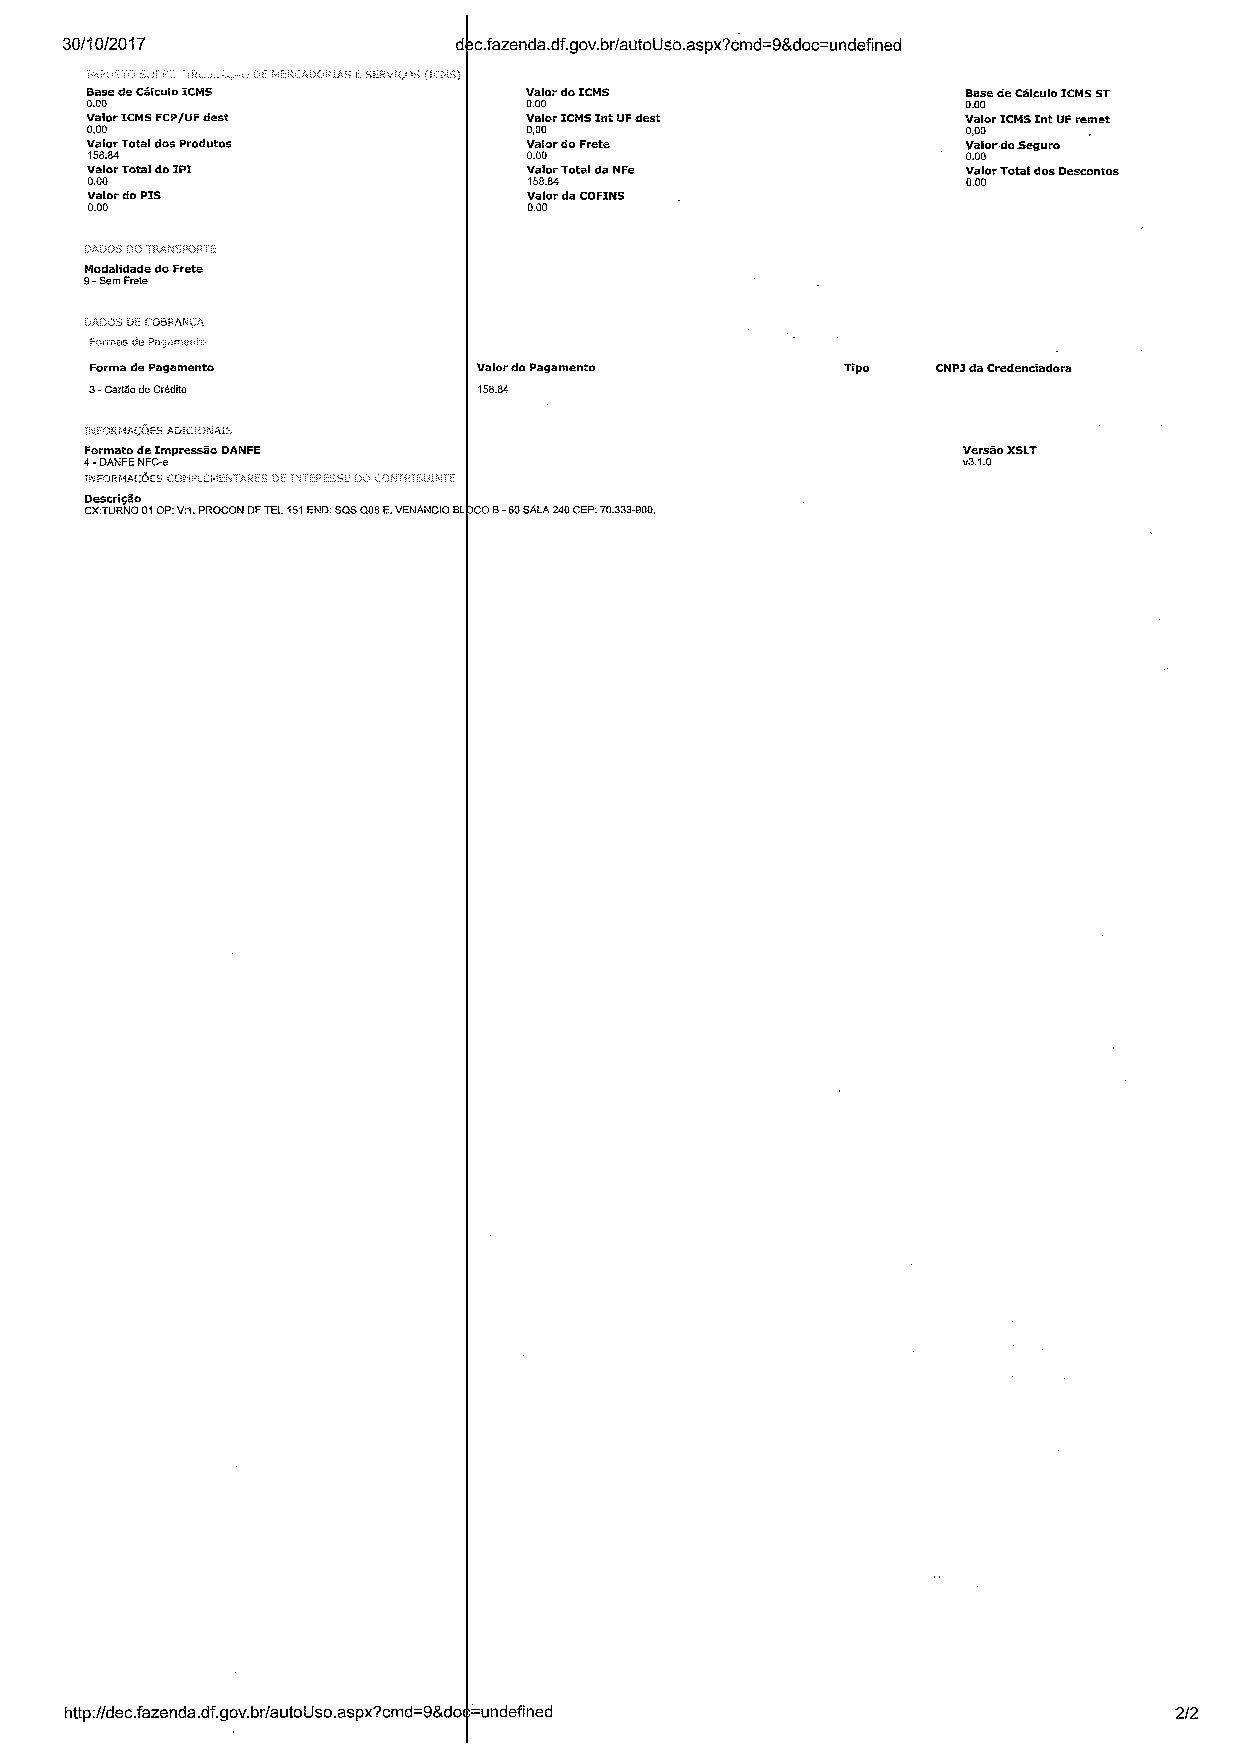 30/10/2017 dec.fazenda.df.gov.br/autoUso.aspx?cmd=9&doc=undefined
DE MERCADORIAS E SERVIÇOS (ICMS)
Base de Cálculo ICMS Valor do ICMS Base de Cálculo ICMS ST
0.00 0.00 0.00
Valor ICMS FCP/UF dest Valor ICMS Int UF dest Valor ICMS Int UF remet
0,00 0,00 0,00
Valor Total dos Produtos Valor do Frete Valor do Seguro
158.84 0.00 0.00
Valor Total do IPI Valor Total da NFe Valor Total dos Descontos
0.00 158.84 0.00
Valor do PIS Valor da COFINS
0.00 0.00
DADOS DO TRANSPORTE
Modalidade do Frete
9 - Sem Frete
DADOS DE COBRANÇA
Formas de Pagamento
Forma de Pagamento Valor do Pagamento Tipo CNPJ da Credenciadora
3 - Cartão de Crédito 158.84
INFORMAÇÕES ADICIONAIS
Formato de Impressão DANFE Versão XSLT
4 - DANFE NFC-e v3.1.0
INFORMAÇÕES COMPLEMENTARES DE INTERESSE DO CONTRIBUINTE
Descrição
CX:TURNO 01 OP: V:1. PROCON DF TEL 151 END: SQS Q08 E. VENANCIO BLOCO B - 60 SALA 240 CEP: 70.333-900.
http://dec.fazenda.df.gov.br/autoUso.aspx?cmd=9&doc=undefined 2/2